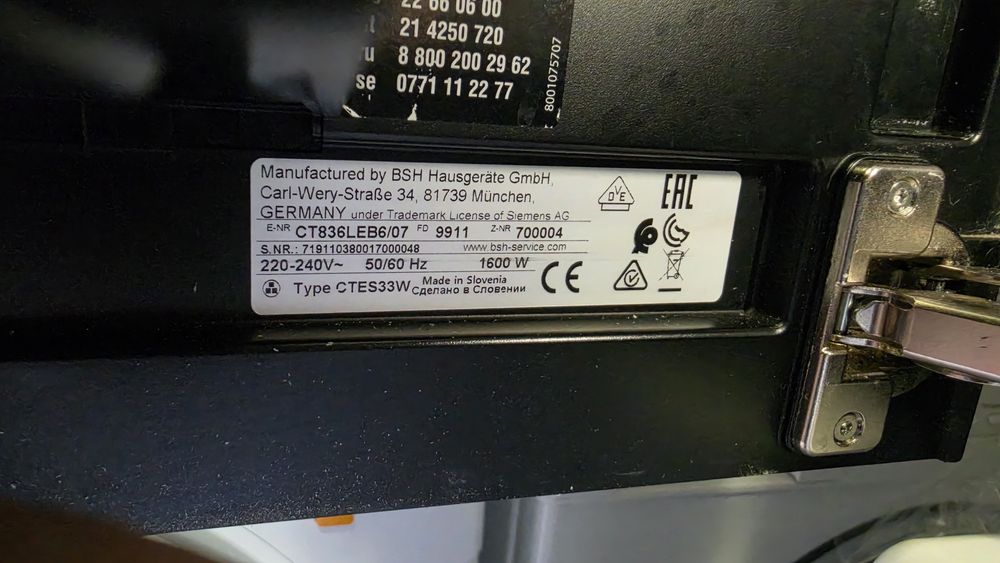 22 66 06 00
21 4250 720
8 800 200 29 62
se 0771 11 22 77
8001075707
Manufactured by BSH Hausgeräte GmbH,
Carl-Wery-Straße 34, 81739 München,
GERMANY under Trademark License of Siemens AG
E-NR CT836LEB6/07 FD 9911 Z-NR 700004
S.NR.: 719110380017000048 www.bsh-service.com
220-240V~ 50/60 Hz 1600 W
Type CTES33W Made in Slovenia
Сделано в Словении
CE
DVE
EAC